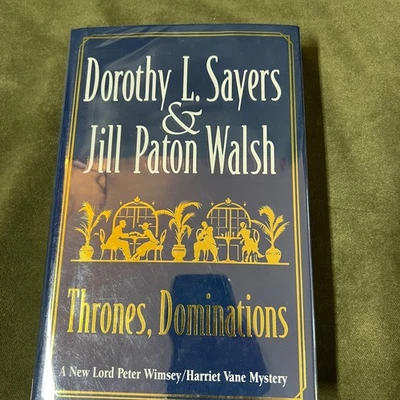 Dorothy L. Sayers
&
Jill Paton Walsh
Thrones, Dominations
A New Lord Peter Wimsey/Harriet Vane Mystery